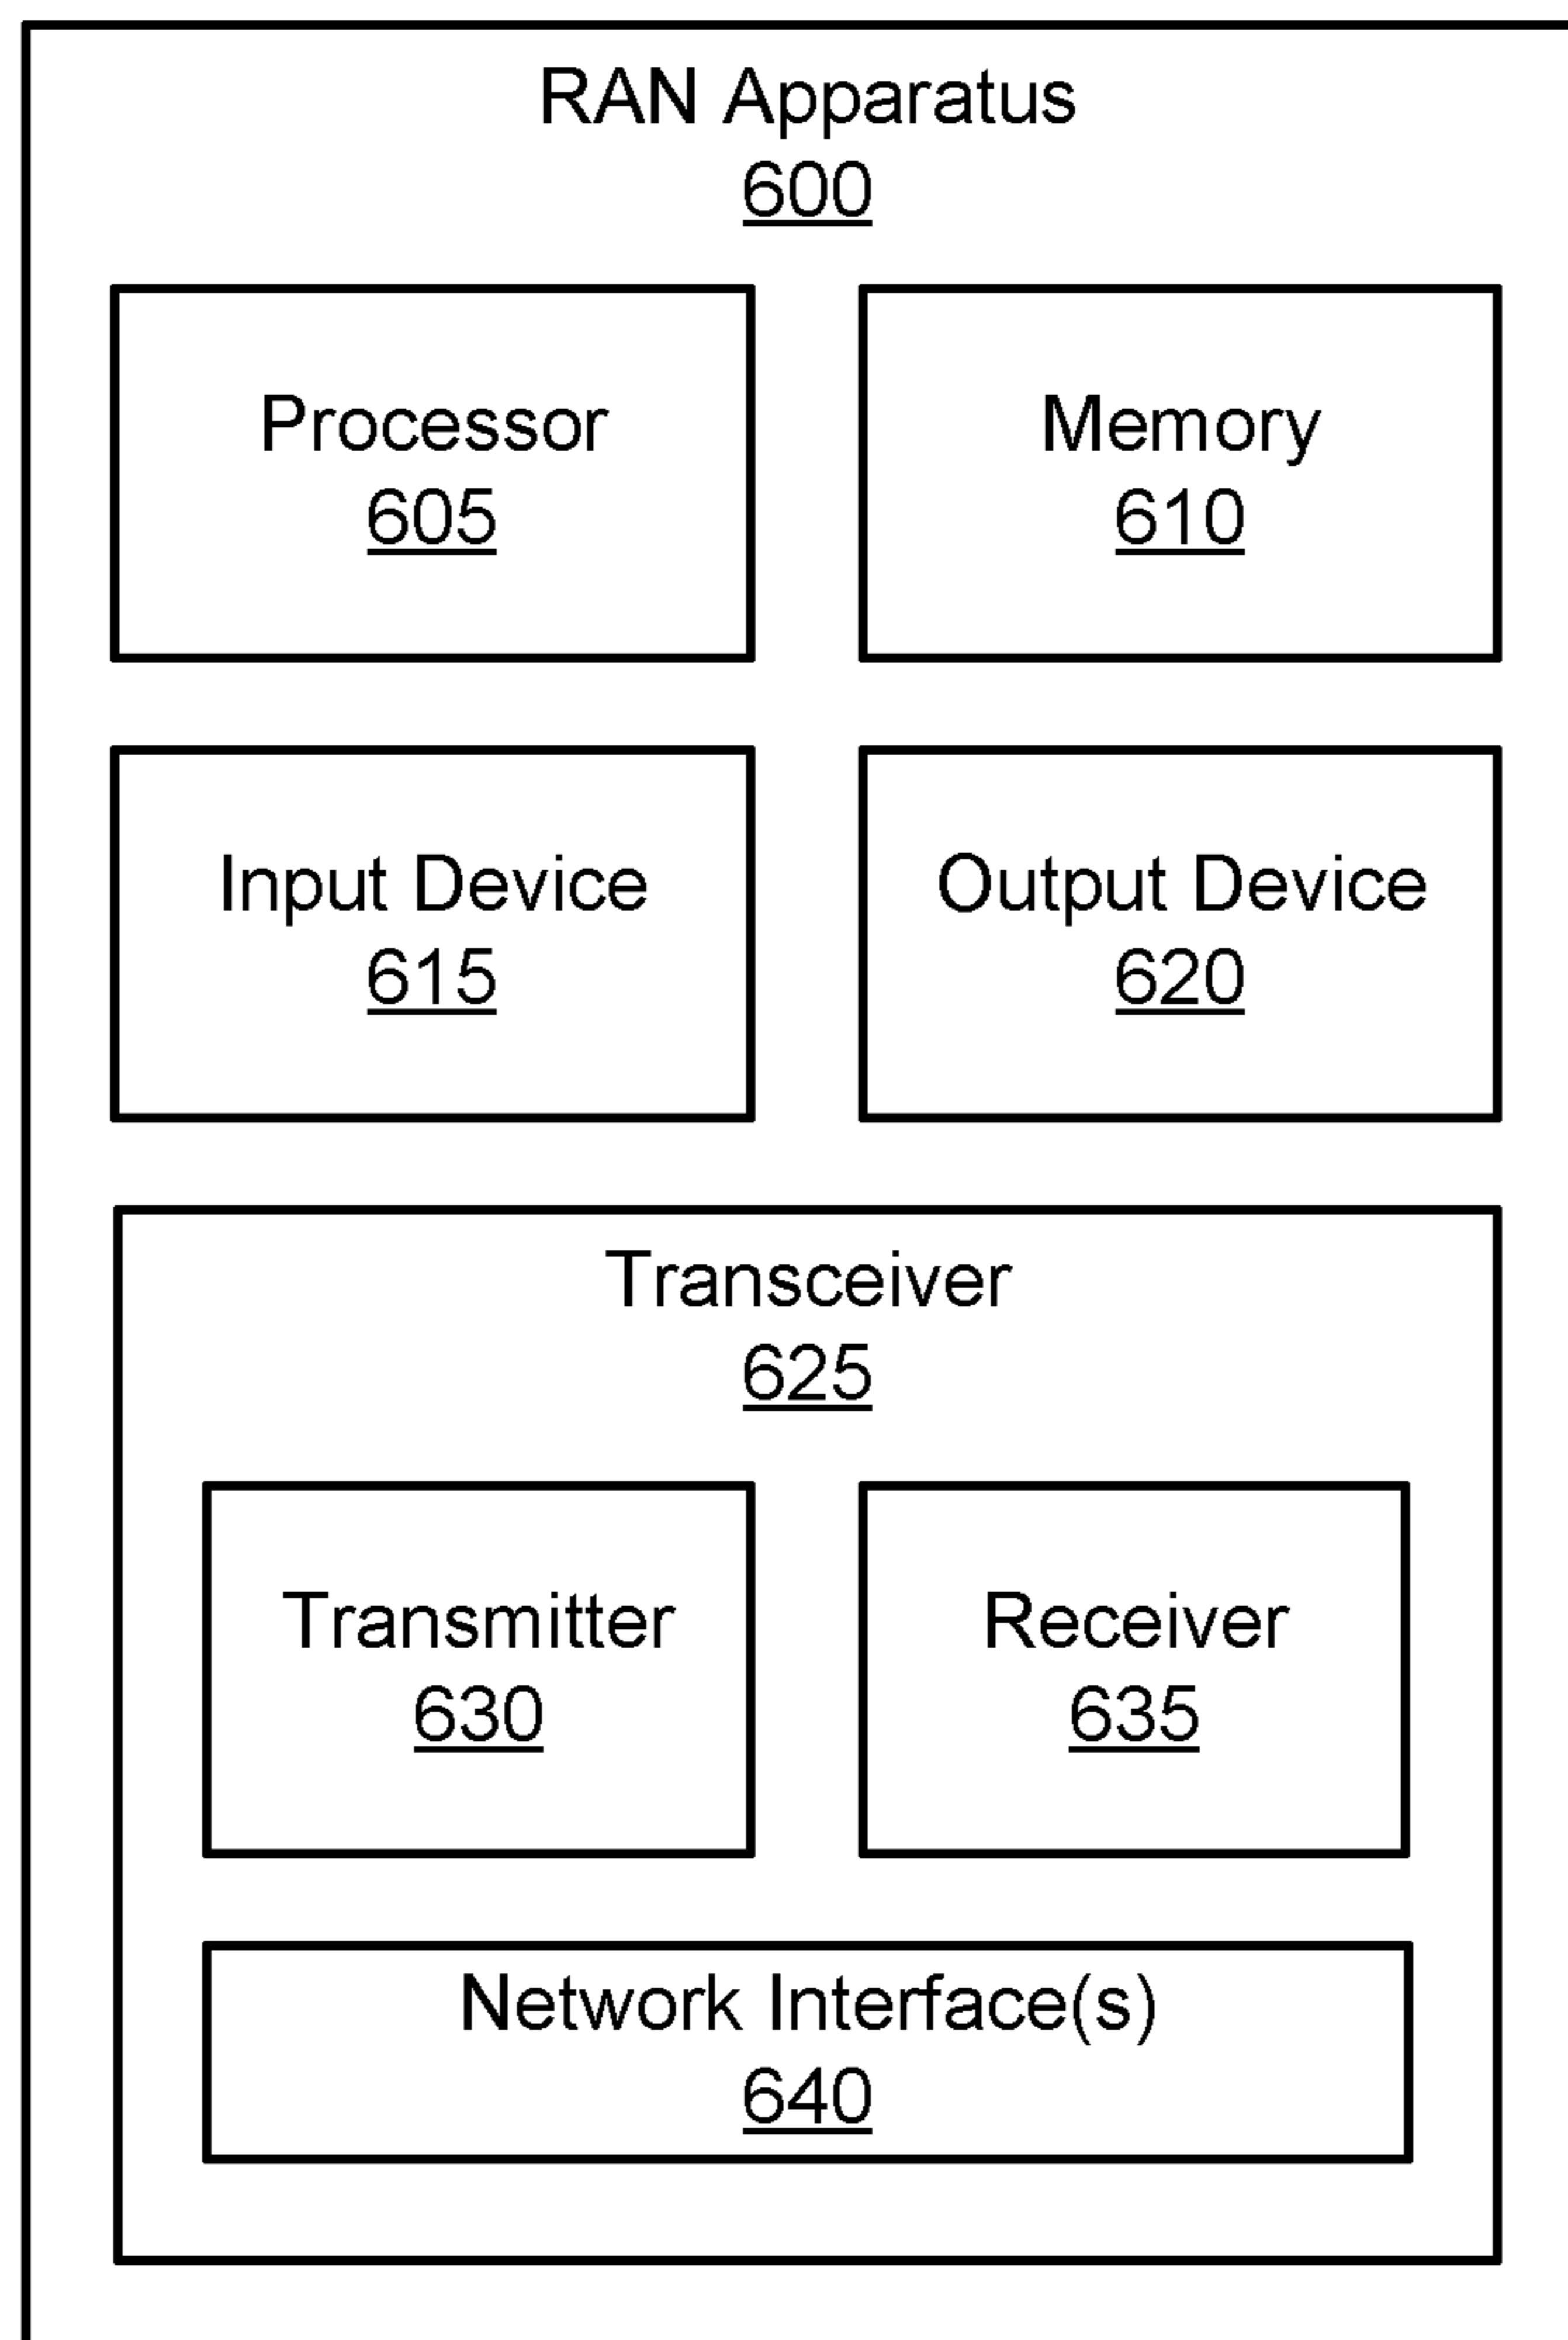 RAN Apparatus
600
Processor
605
Memory
610
Input Device
615
Output Device
620
Transceiver
625
Transmitter
630
Receiver
635
Network Interface(s)
640